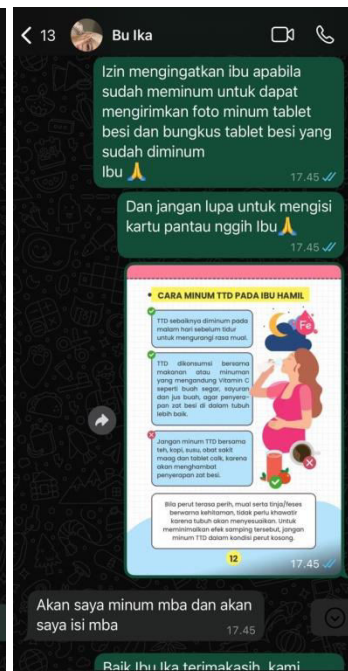 13
Bu Ika
Izin mengingatkan ibu apabila
sudah meminum untuk dapat
mengirimkan foto minum tablet
besi dan bungkus tablet besi yang
sudah diminum
Ibu 🙏
17.45
Dan jangan lupa untuk mengisi
kartu pantau nggih Ibu🙏
17.45
• CARA MINUM TTD PADA IBU HAMIL
TTD sebaiknya diminum pada
malam hari sebelum tidur
untuk mengurangi rasa mual.
Fe
TTD dikonsumsi bersama
makanan atau minuman
yang mengandung Vitamin C
seperti buah segar, sayuran
dan jus buah, agar penyera-
pan zat besi di dalam tubuh
lebih baik.
Jangan minum TTD bersama
teh, kopi, susu, obat sakit
maag dan tablet calk, karena
akan menghambat
penyerapan zat besi.
Bila perut terasa perih, mual serta tinja/feses
berwarna kehitaman, tidak perlu khawatir
karena tubuh akan menyesuaikan. Untuk
meminimalkan efek samping tersebut, jangan
minum TTD dalam kondisi perut kosong.
12
17.45
Akan saya minum mba dan akan
saya isi mba
17.45
Baik Ibu Ika terimakasih, kami